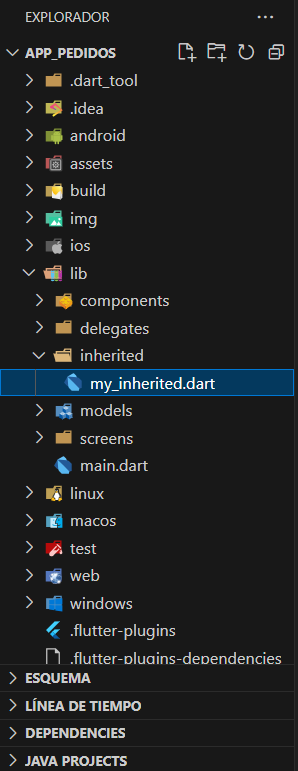 EXPLORADOR
APP_PEDIDOS
.dart_tool
.idea
android
assets
build
img
ios
lib
components
delegates
inherited
my_inherited.dart
models
screens
main.dart
linux
macos
test
web
windows
.flutter-plugins
.flutter-plugins-dependencies
ESQUEMA
LÍNEA DE TIEMPO
DEPENDENCIES
JAVA PROJECTS